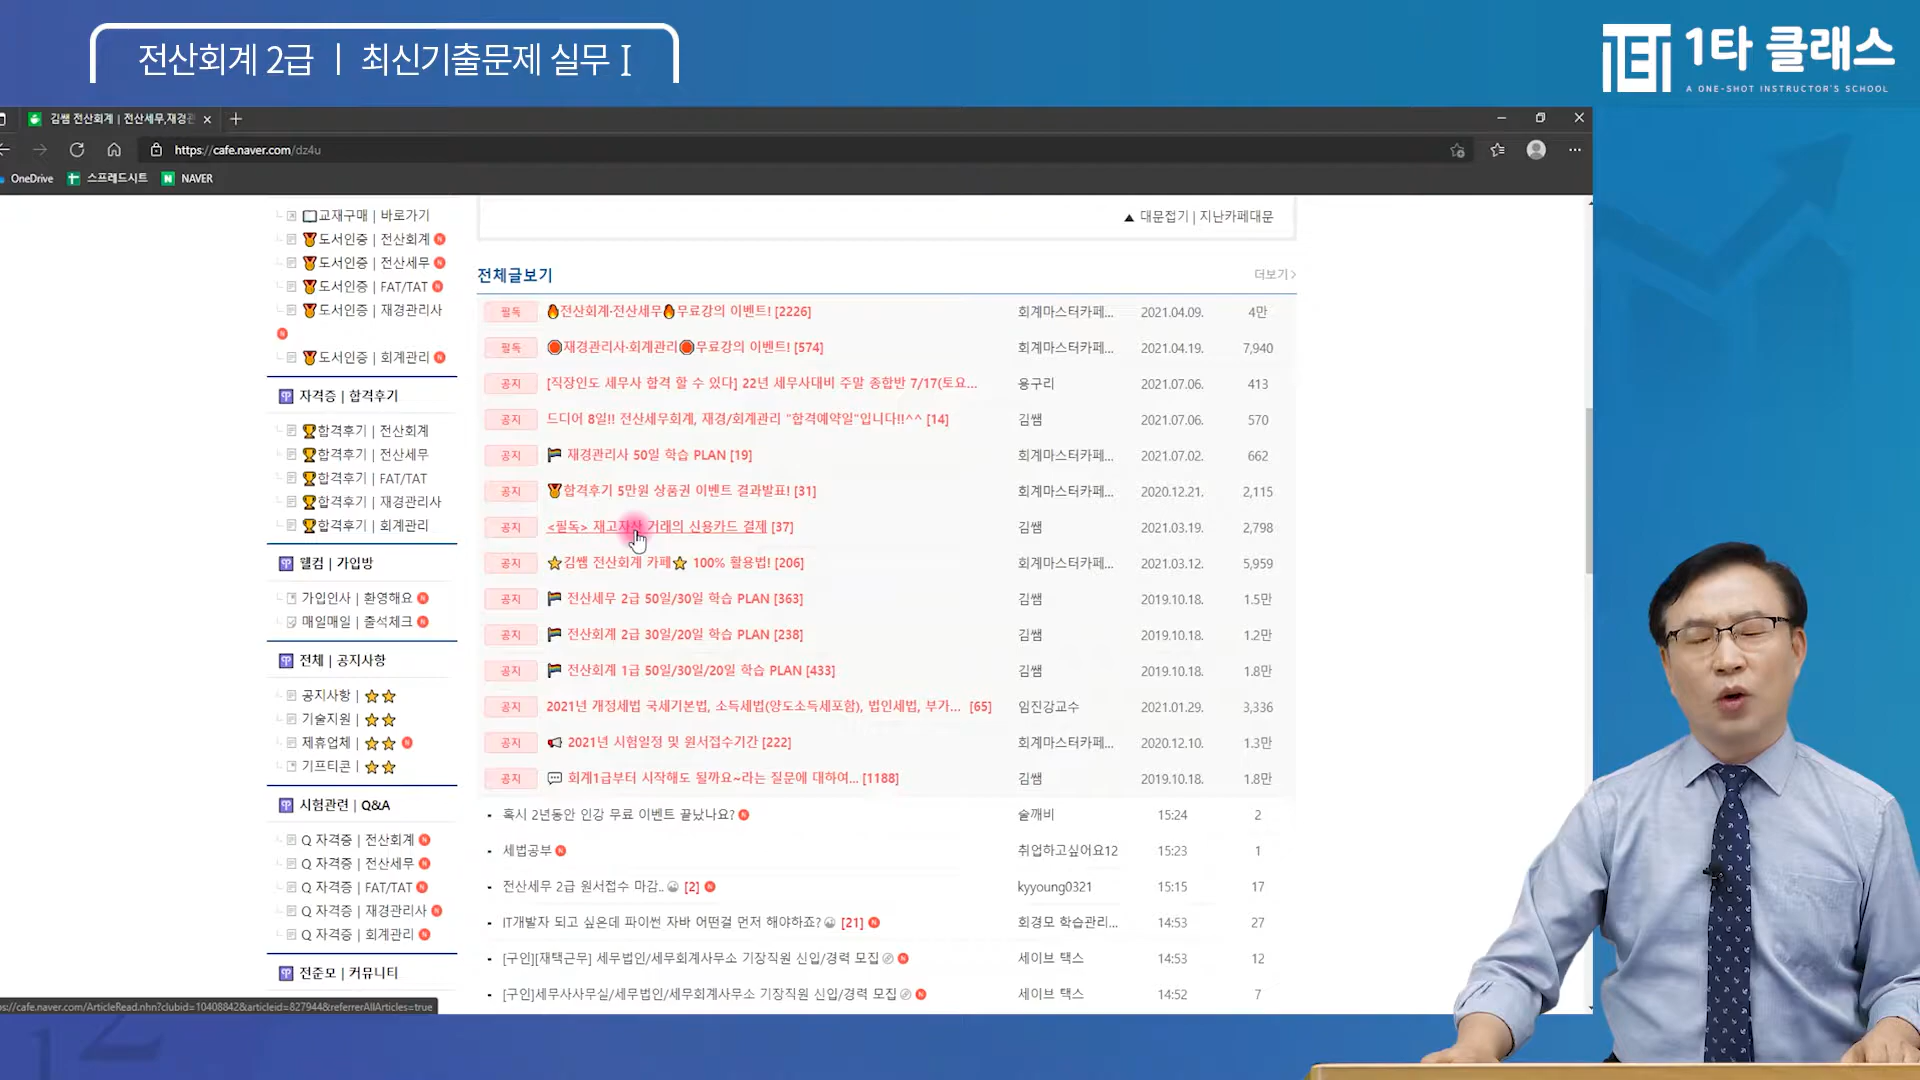 전산회계 2급 | 최신기출문제 실무Ⅰ
1타 클래스
A ONE-SHOT INSTRUCTOR'S SCHOOL
김쌤 전산회계 | 전산세무,재경관
https://cafe.naver.com/dz4u
OneDrive
스프레드시트
NAVER
교재구매 | 바로가기
도서인증 | 전산회계
도서인증 | 전산세무
도서인증 | FAT/TAT
도서인증 | 재경관리사
도서인증 | 회계관리
자격증 | 합격후기
합격후기 | 전산회계
합격후기 | 전산세무
합격후기 | FAT/TAT
합격후기 | 재경관리사
합격후기 | 회계관리
웰컴 | 가입방
가입인사 | 환영해요
매일매일 | 출석체크
전체 | 공지사항
공지사항 | ⭐⭐
기술지원 | ⭐⭐
제휴업체 | ⭐⭐
기프티콘 | ⭐⭐
시험관련 | Q&A
Q 자격증 | 전산회계
Q 자격증 | 전산세무
Q 자격증 | FAT/TAT
Q 자격증 | 재경관리사
Q 자격증 | 회계관리
전준모 | 커뮤니티
▲ 대문접기 | 지난카페대문
전체글보기 더보기
필독 전산회계·전산세무 무료강의 이벤트! [2226] 회계마스터카페... 2021.04.09. 4만
필독 재경관리사·회계관리 무료강의 이벤트! [574] 회계마스터카페... 2021.04.19. 7,940
공지 [직장인도 세무사 합격 할 수 있다] 22년 세무사대비 주말 종합반 7/17(토요... 용구리 2021.07.06. 413
공지 드디어 8일!! 전산세무회계, 재경/회계관리 "합격예약일"입니다!!^^ [14] 김쌤 2021.07.06. 570
공지 재경관리사 50일 학습 PLAN [19] 회계마스터카페... 2021.07.02. 662
공지 합격후기 5만원 상품권 이벤트 결과발표! [31] 회계마스터카페... 2020.12.21. 2,115
공지 <필독> 재고자산 거래의 신용카드 결제 [37] 김쌤 2021.03.19. 2,798
공지 ⭐김쌤 전산회계 카페⭐ 100% 활용법! [206] 회계마스터카페... 2021.03.12. 5,959
공지 전산세무 2급 50일/30일 학습 PLAN [363] 김쌤 2019.10.18. 1.5만
공지 전산회계 2급 30일/20일 학습 PLAN [238] 김쌤 2019.10.18. 1.2만
공지 전산회계 1급 50일/30일/20일 학습 PLAN [433] 김쌤 2019.10.18. 1.8만
공지 2021년 개정세법 국세기본법, 소득세법(양도소득세포함), 법인세법, 부가... [65] 임진강교수 2021.01.29. 3,336
공지 2021년 시험일정 및 원서접수기간 [222] 회계마스터카페... 2020.12.10. 1.3만
공지 회계1급부터 시작해도 될까요~라는 질문에 대하여... [1188] 김쌤 2019.10.18. 1.8만
혹시 2년동안 인강 무료 이벤트 끝났나요? 술깨비 15:24 2
세법공부 취업하고싶어요12 15:23 1
전산세무 2급 원서접수 마감.. [2] kyyoung0321 15:15 17
IT개발자 되고 싶은데 파이썬 자바 어떤걸 먼저 해야하죠? [21] 회경모 학습관리... 14:53 27
[구인][재택근무] 세무법인/세무회계사무소 기장직원 신입/경력 모집 세이브 택스 14:53 12
[구인]세무사사무실/세무법인/세무회계사무소 기장직원 신입/경력 모집 세이브 택스 14:52 7
s://cafe.naver.com/ArticleRead.nhn?clubid=10408842&articleid=827944&referrerAllArticles=true